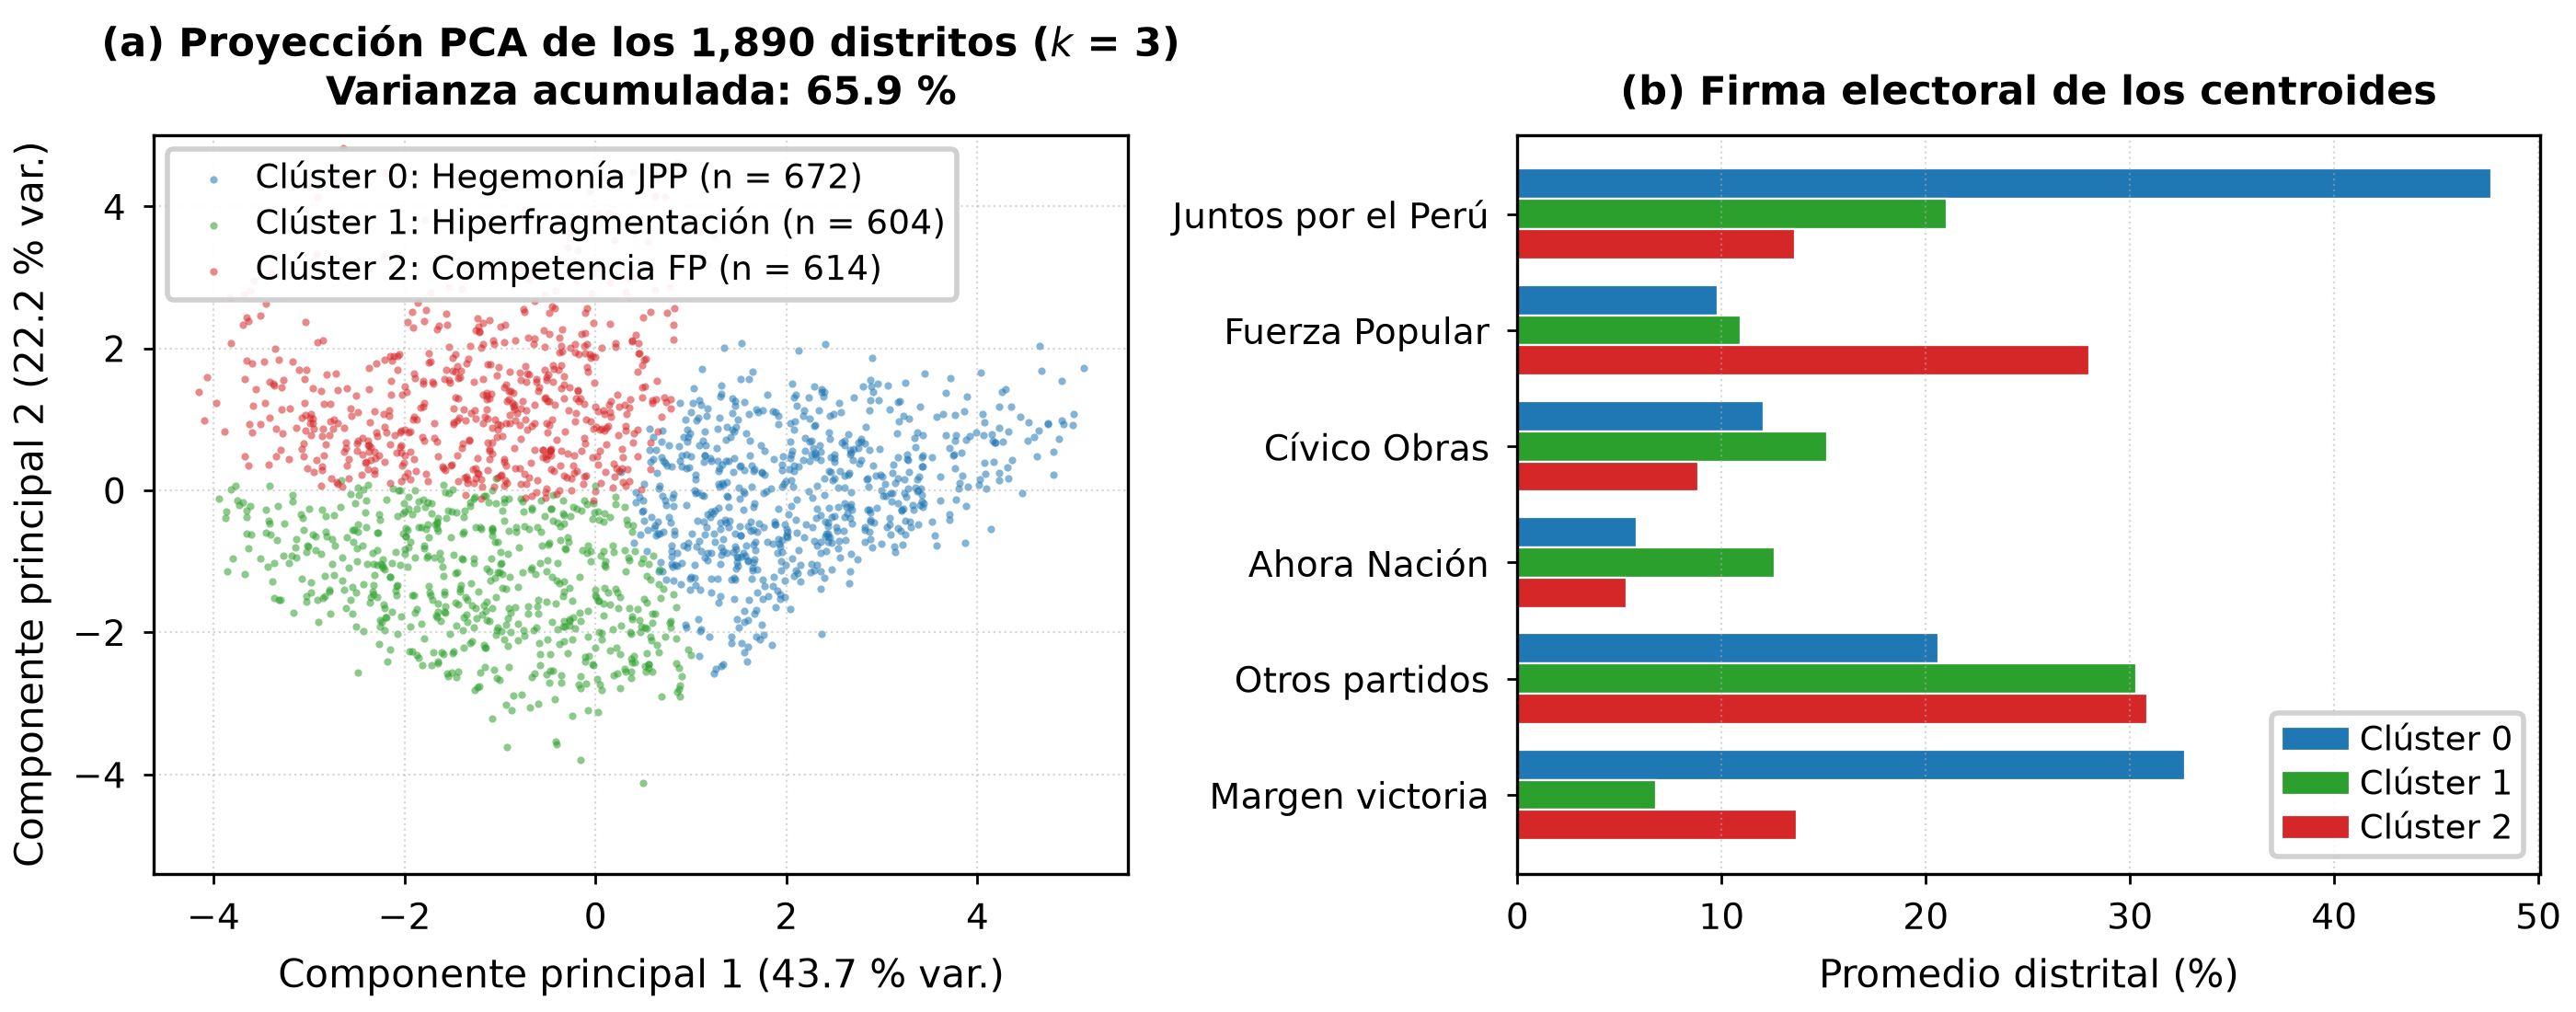 (a) Proyección PCA de los 1,890 distritos (k = 3)
Varianza acumulada: 65.9 %
Componente principal 2 (22.2 % var.)
4
2
0
−2
−4
Clúster 0: Hegemonía JPP (n = 672)
Clúster 1: Hiperfragmentación (n = 604)
Clúster 2: Competencia FP (n = 614)
−4
−2
0
2
4
Componente principal 1 (43.7 % var.)
(b) Firma electoral de los centroides
Juntos por el Perú
Fuerza Popular
Cívico Obras
Ahora Nación
Otros partidos
Margen victoria
Clúster 0
Clúster 1
Clúster 2
0
10
20
30
40
50
Promedio distrital (%)